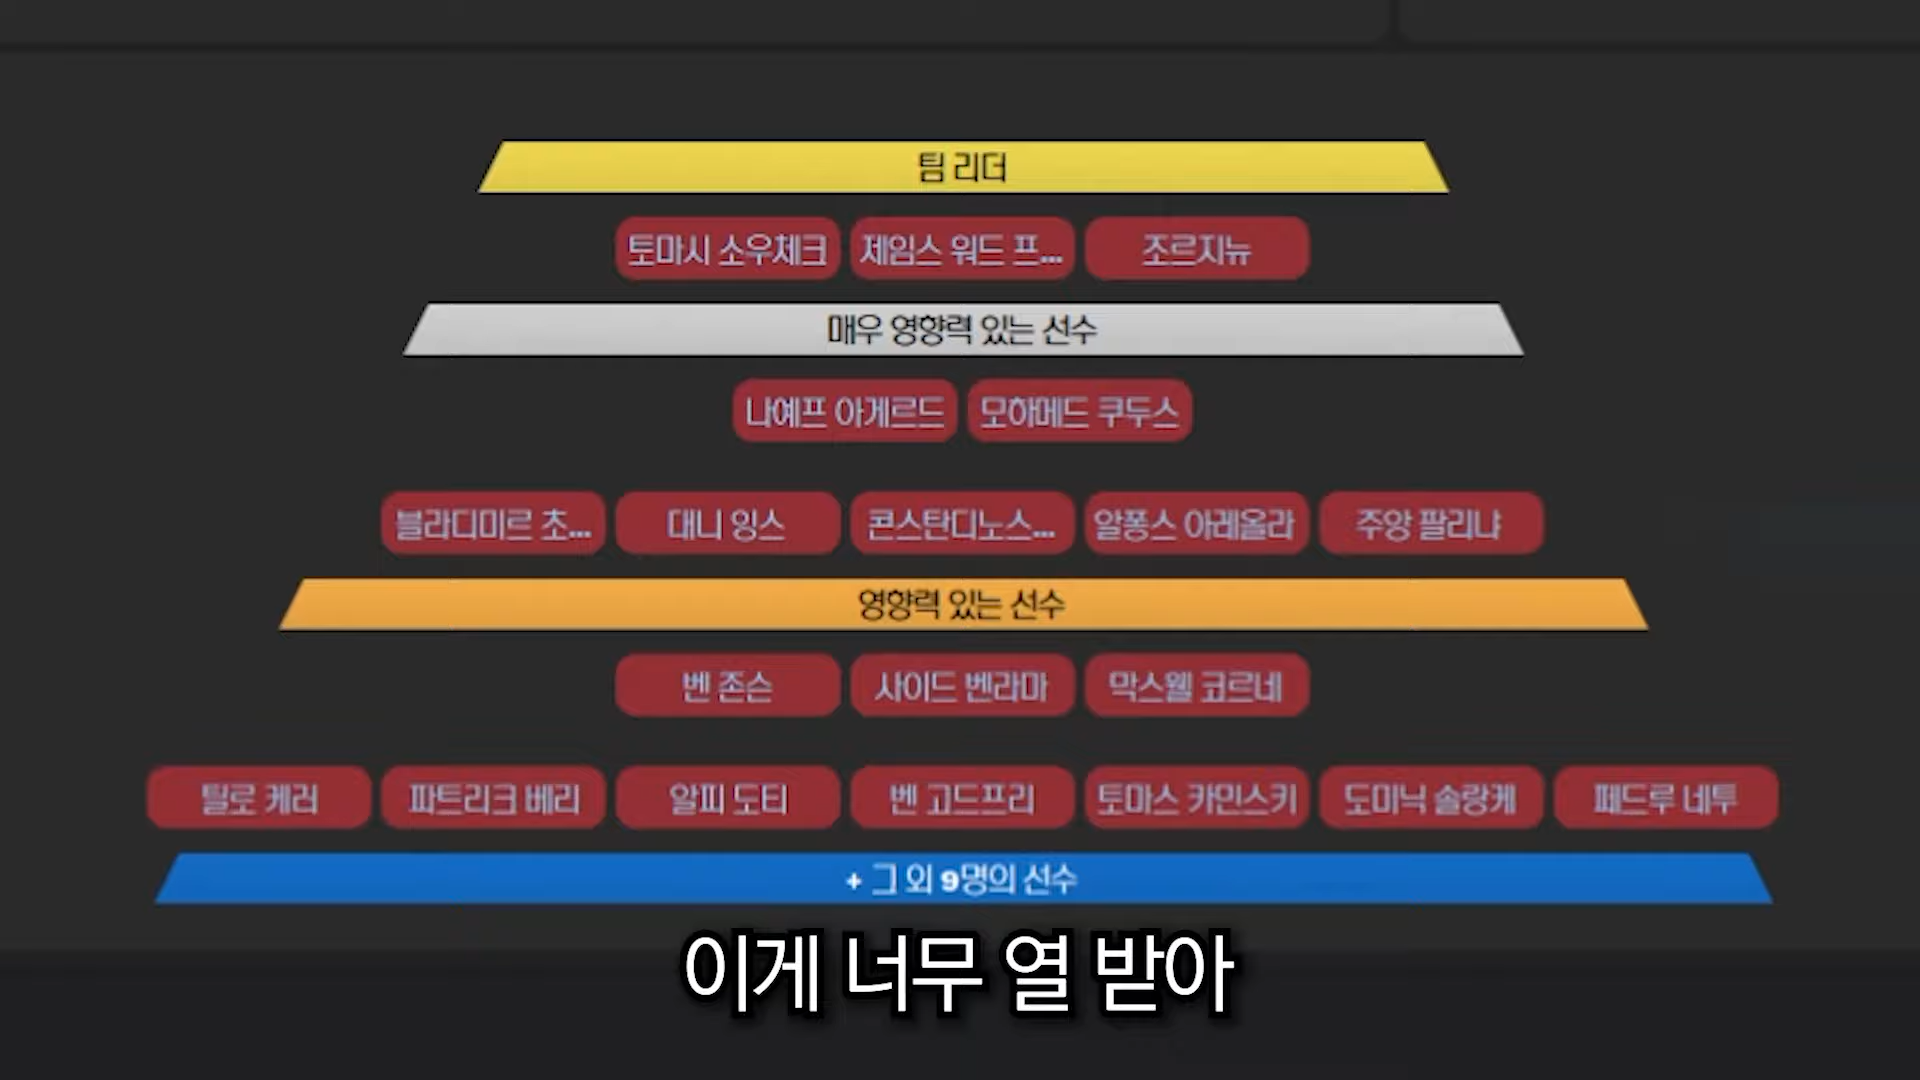 팀 리더
토마시 소우체크 제임스 워드 프... 조르지뉴
매우 영향력 있는 선수
나예프 아게르드 모하메드 쿠두스
블라디미르 초... 대니 잉스 콘스탄디노스... 알퐁스 아레올라 주앙 팔리냐
영향력 있는 선수
벤 존슨 사이드 벤라마 막스웰 코르네
틸로 케러 파트리크 베리 알피 도티 벤 고드프리 토마스 카민스키 도미닉 솔랑케 페드루 네투
+ 그 외 9명의 선수
이게 너무 열 받아